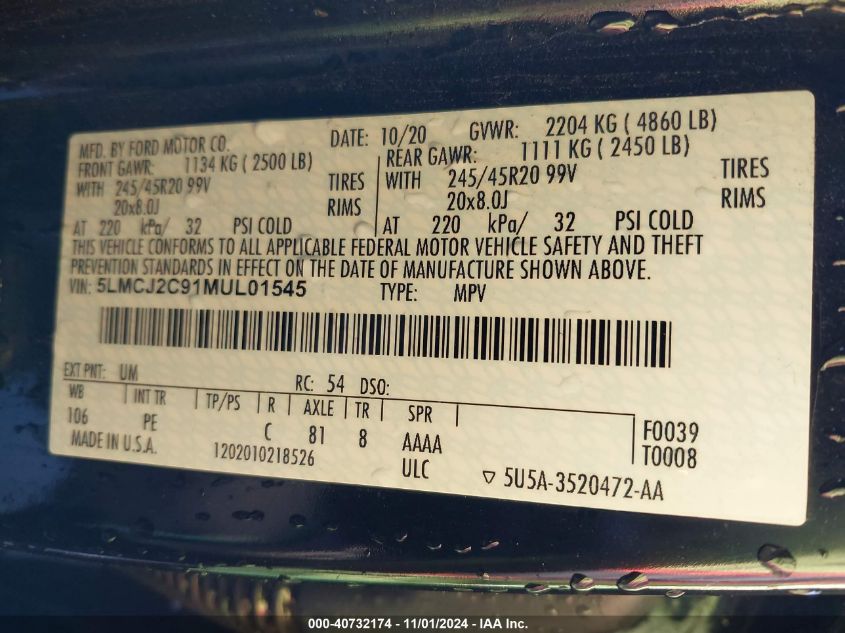 MFD. BY FORD MOTOR CO.
DATE: 10/20 GVWR: 2204 KG ( 4860 LB)
FRONT GAWR: 1134 KG ( 2500 LB) REAR GAWR: 1111 KG ( 2450 LB)
WITH 245/45R20 99V TIRES WITH 245/45R20 99V TIRES
20x8.0J RIMS 20x8.0J RIMS
AT 220 kPa/ 32 PSI COLD AT 220 kPa/ 32 PSI COLD
THIS VEHICLE CONFORMS TO ALL APPLICABLE FEDERAL MOTOR VEHICLE SAFETY AND THEFT
PREVENTION STANDARDS IN EFFECT ON THE DATE OF MANUFACTURE SHOWN ABOVE.
VIN: 5LMCJ2C91MUL01545 TYPE: MPV
EXT PNT: UM RC: 54 DSO:
WB INT TR TP/PS R AXLE TR SPR
106 PE C 81 8 AAAA F0039
MADE IN U.S.A. 1202010218526 ULC T0008
▽ 5U5A-3520472-AA
000-40732174 - 11/01/2024 - IAA Inc.